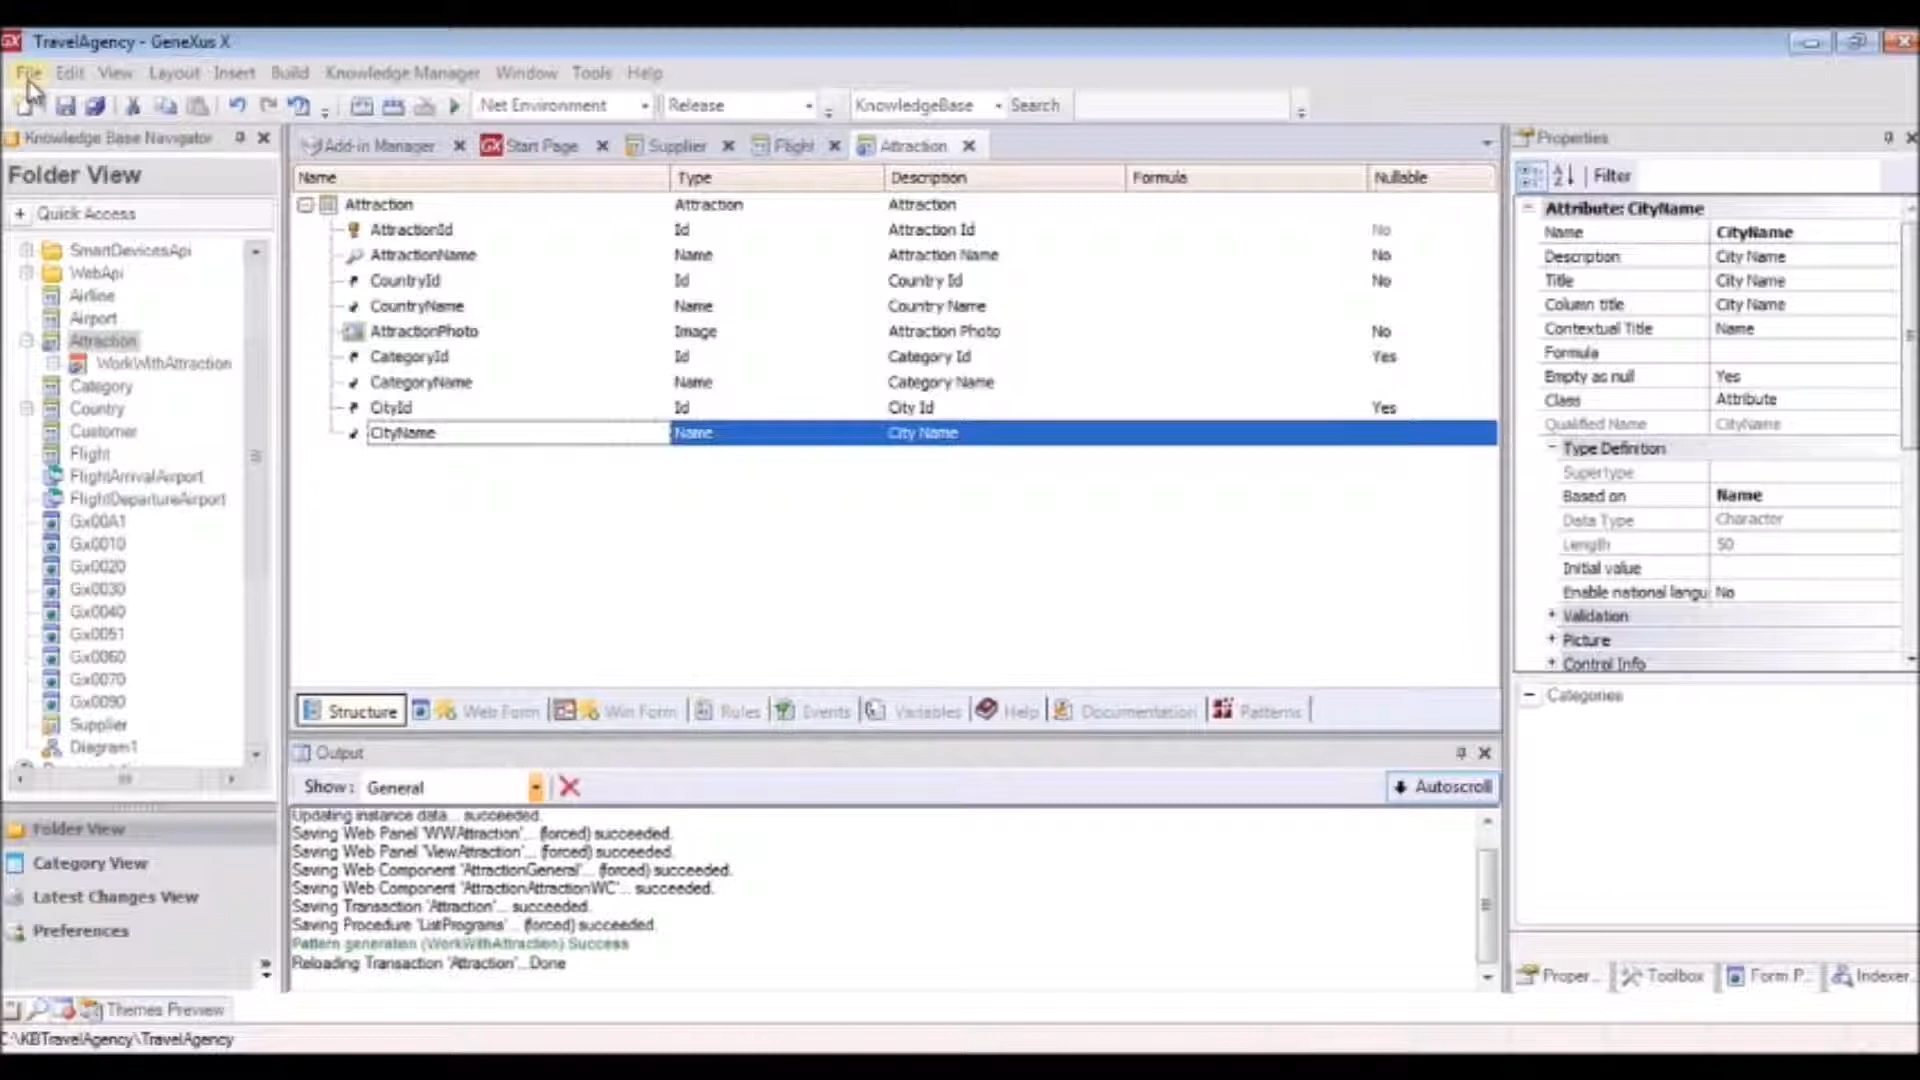 TravelAgency - GeneXus X
File Edit View Layout Insert Build Knowledge Manager Window Tools Help
.Net Environment Release KnowledgeBase Search
Knowledge Base Navigator
Folder View
+ Quick Access
SmartDevicesApi
WebApi
Airline
Airport
Attraction
WorkWithAttraction
Category
Country
Customer
Flight
FlightArrivalAirport
FlightDepartureAirport
Gx00A1
Gx0010
Gx0020
Gx0030
Gx0040
Gx0051
Gx0060
Gx0070
Gx0090
Supplier
Diagram1
Folder View
Category View
Latest Changes View
Preferences
Themes Preview
C:\KBTravelAgency\TravelAgency
Add-in Manager Start Page Supplier Flight Attraction
Name Type Description Formula Nullable
Attraction Attraction Attraction
AttractionId Id Attraction Id No
AttractionName Name Attraction Name No
CountryId Id Country Id No
CountryName Name Country Name
AttractionPhoto Image Attraction Photo No
CategoryId Id Category Id Yes
CategoryName Name Category Name
CityId Id City Id Yes
CityName Name City Name
Structure Web Form Win Form Rules Events Variables Help Documentation Patterns
Output
Show: General Autoscroll
Updating instance data... succeeded.
Saving Web Panel 'WWAttraction'... (forced) succeeded.
Saving Web Panel 'ViewAttraction'... (forced) succeeded.
Saving Web Component 'AttractionGeneral'... (forced) succeeded.
Saving Web Component 'AttractionAttractionWC'... succeeded.
Saving Transaction 'Attraction'... succeeded.
Saving Procedure 'ListPrograms'... (forced) succeeded.
Pattern generation (WorkWithAttraction) Success
Reloading Transaction 'Attraction'...Done
Properties
Filter
Attribute: CityName
Name CityName
Description City Name
Title City Name
Column title City Name
Contextual Title Name
Formula
Empty as null Yes
Class Attribute
Qualified Name CityName
Type Definition
Supertype
Based on Name
Data Type Character
Length 50
Initial value
Enable national langu No
Validation
Picture
Control Info
Categories
Proper... Toolbox Form P... Indexer